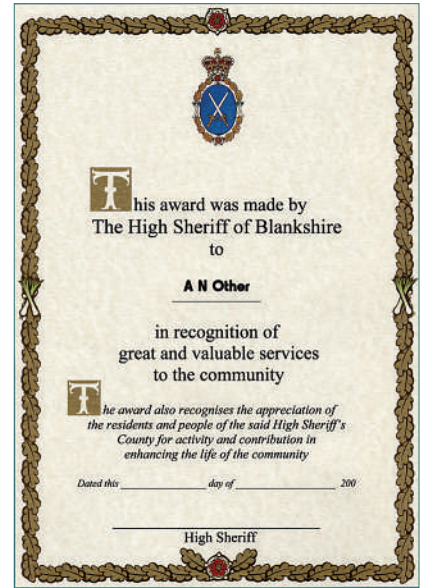 This award was made by
The High Sheriff of Blankshire
to
A N Other
in recognition of
great and valuable services
to the community
The award also recognises the appreciation of
the residents and people of the said High Sheriff's
County for activity and contribution in
enhancing the life of the community
Dated this ____________ day of ____________ 200
High Sheriff